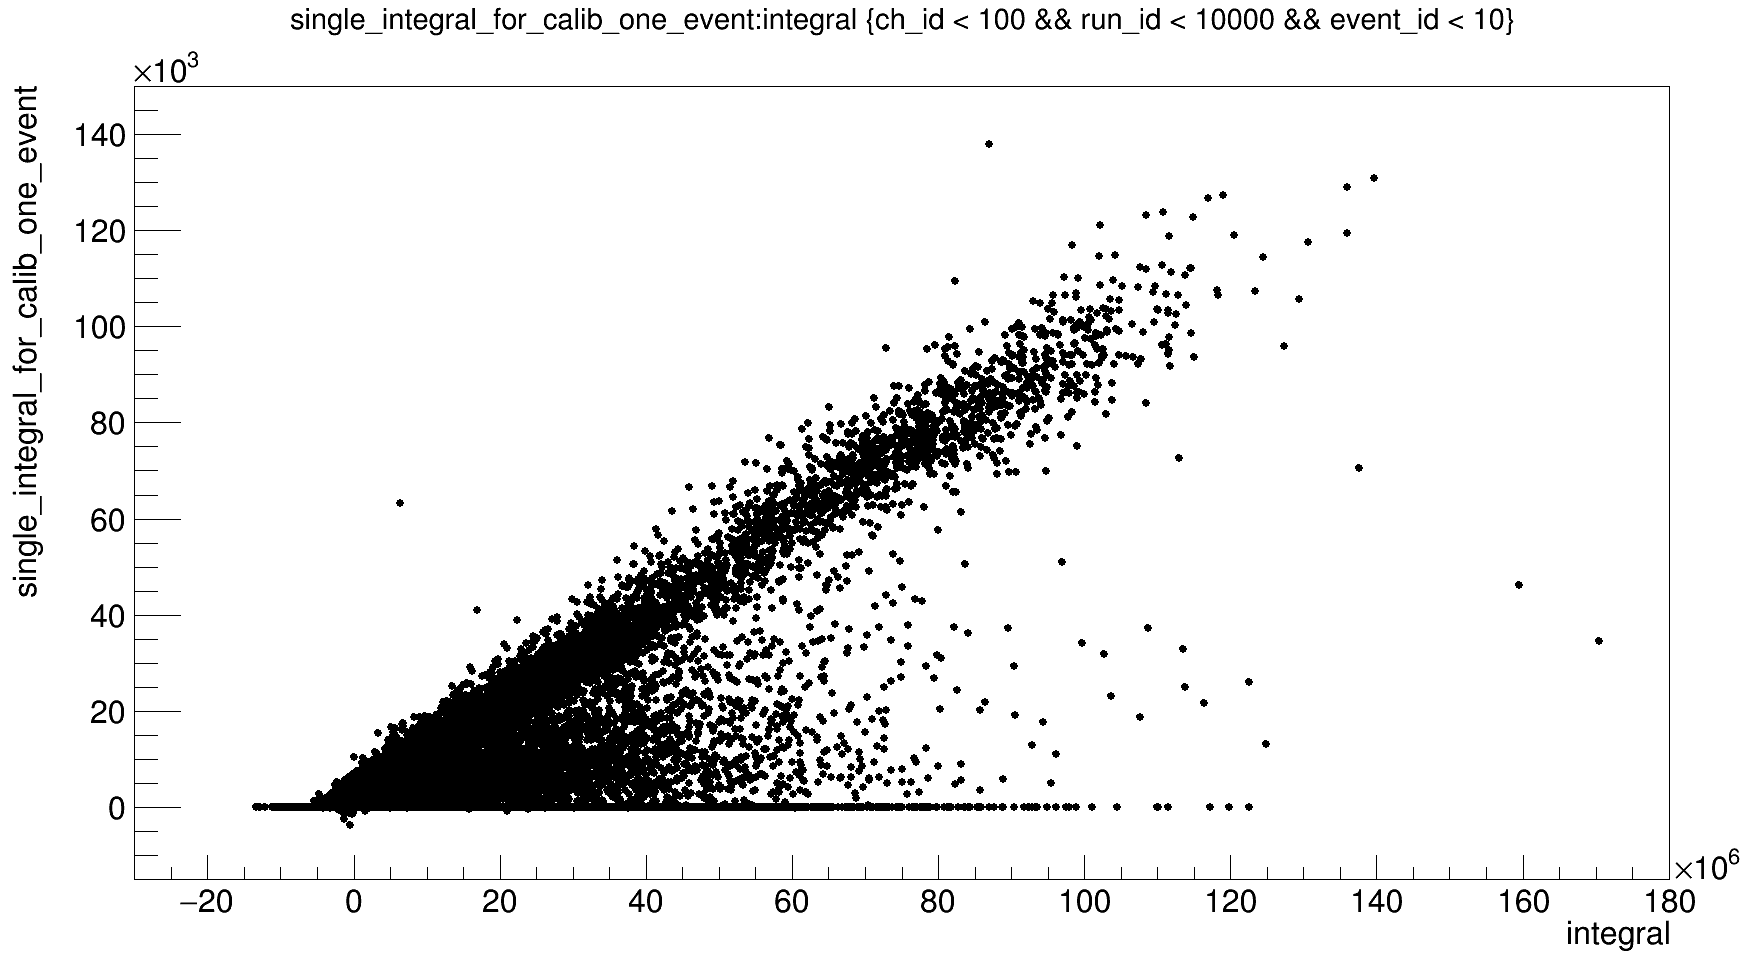 single_integral_for_calib_one_event:integral {ch_id < 100 && run_id < 10000 && event_id < 10}
×10³
single_integral_for_calib_one_event
140
120
100
80
60
40
20
0
−20 0 20 40 60 80 100 120 140 160 180
×10⁶
integral